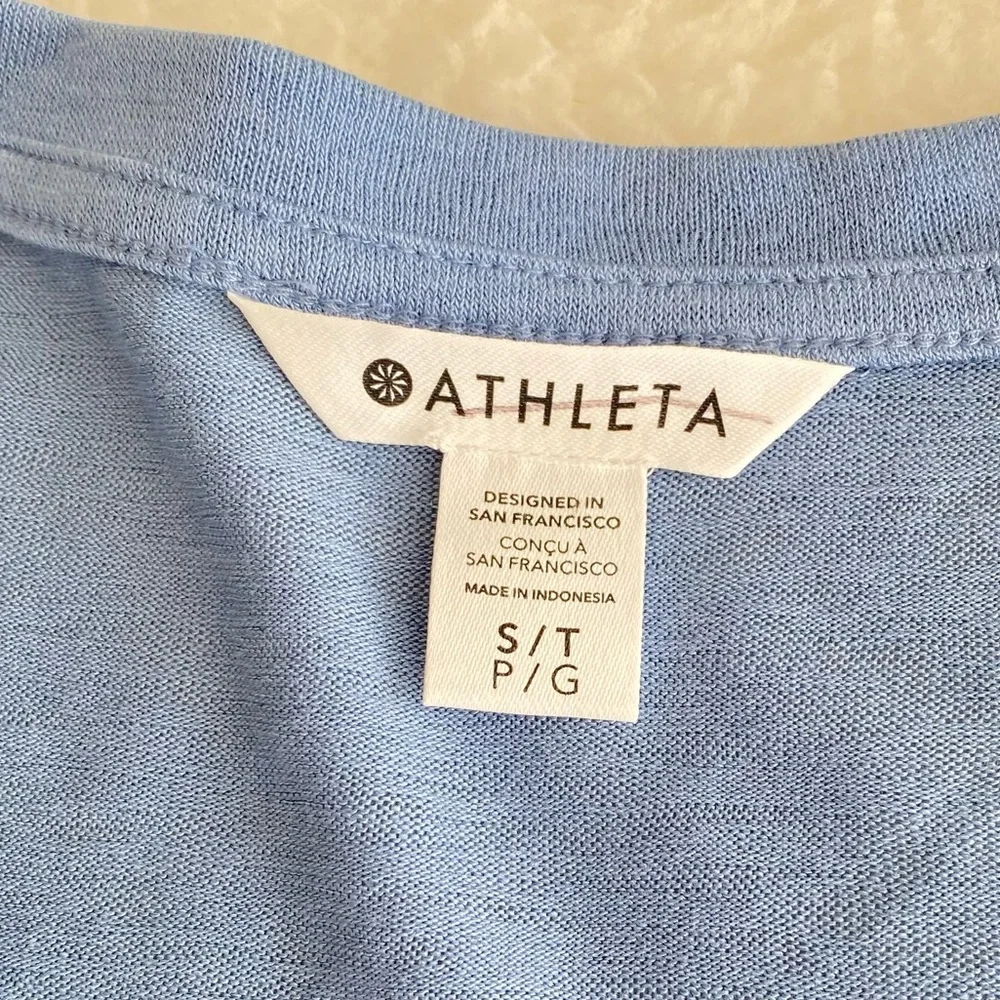 ATHLETA
DESIGNED IN
SAN FRANCISCO
CONÇU À
SAN FRANCISCO
MADE IN INDONESIA
S/T
P/G